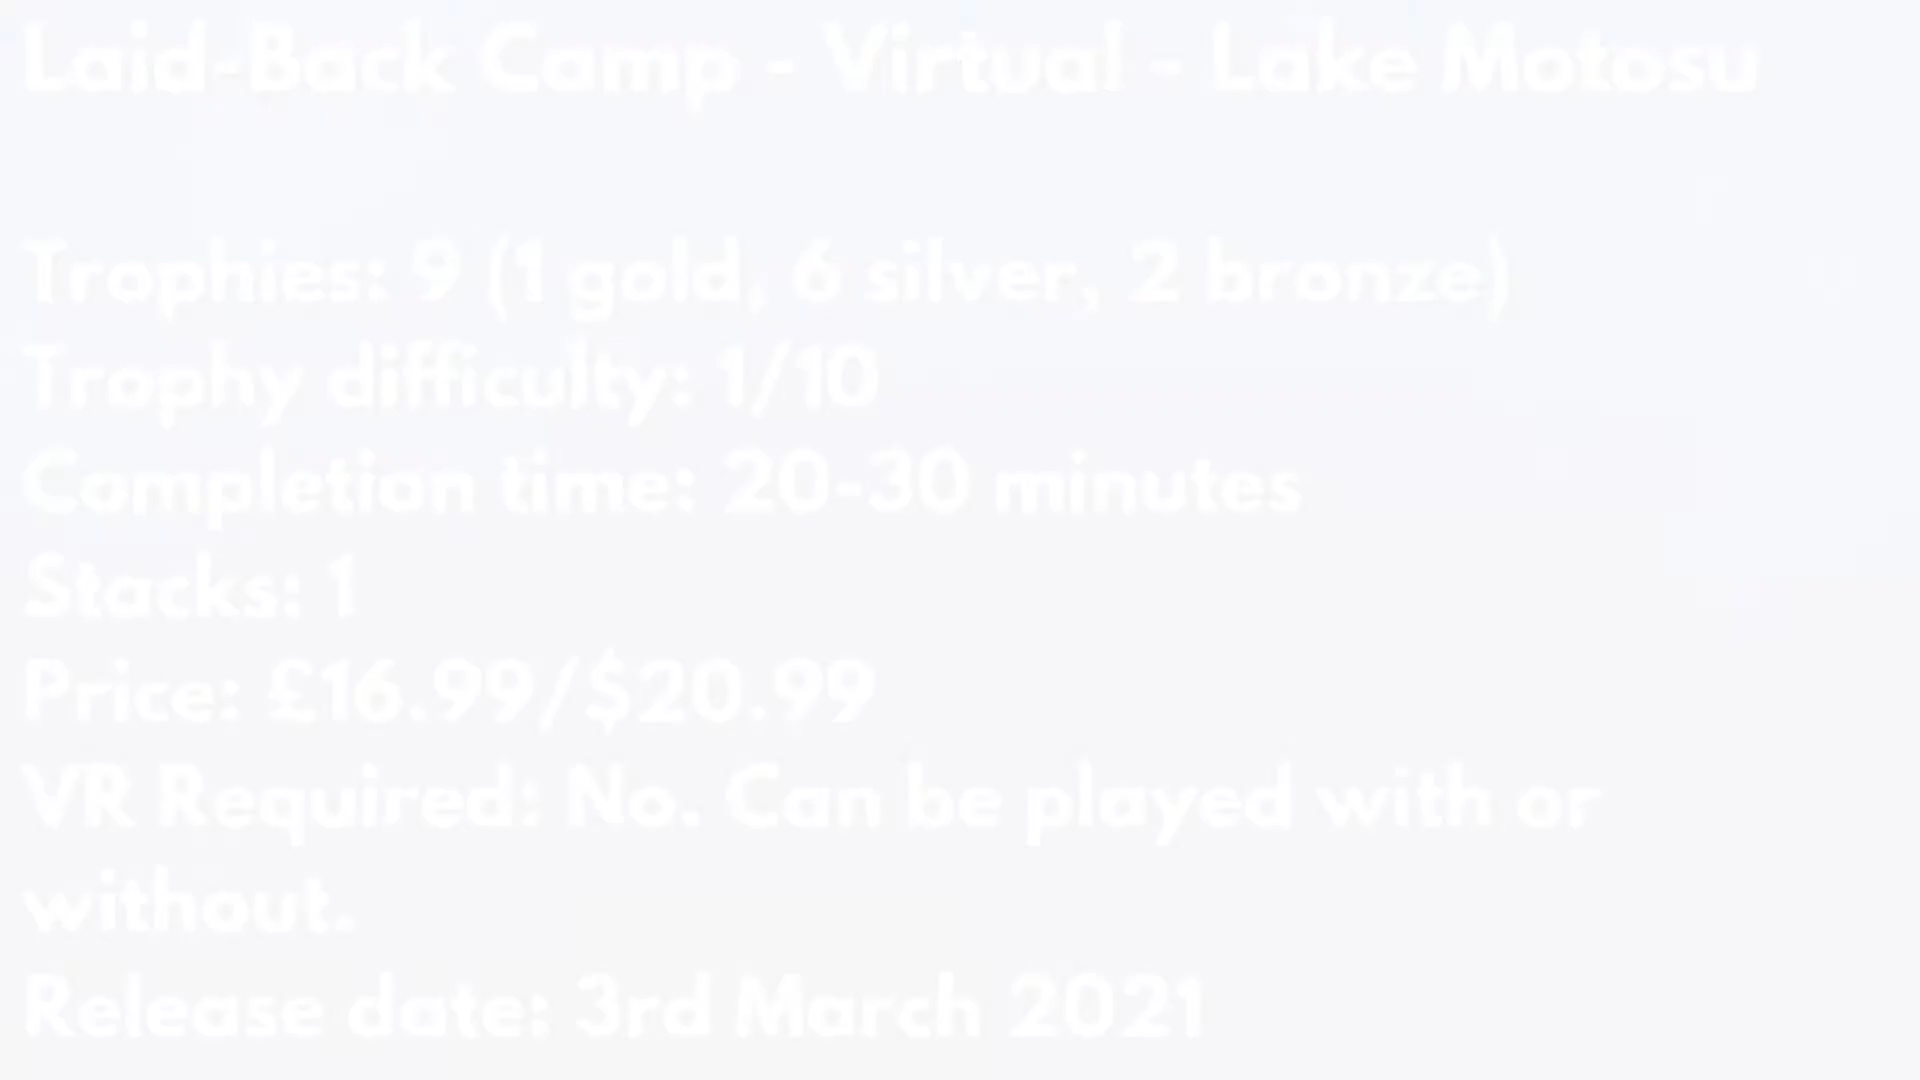 Laid-Back Camp - Virtual - Lake Motosu
Trophies: 9 (1 gold, 6 silver, 2 bronze)
Trophy difficulty: 1/10
Completion time: 20-30 minutes
Stacks: 1
Price: £16.99/$20.99
VR Required: No. Can be played with or
without.
Release date: 3rd March 2021